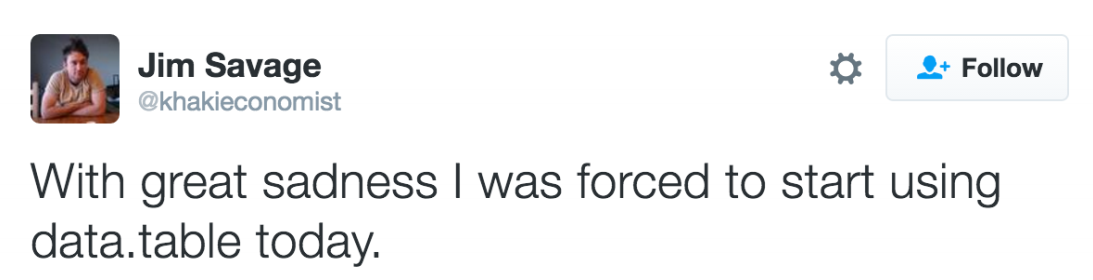 Jim Savage
@khakieconomist
Follow
With great sadness I was forced to start using
data.table today.